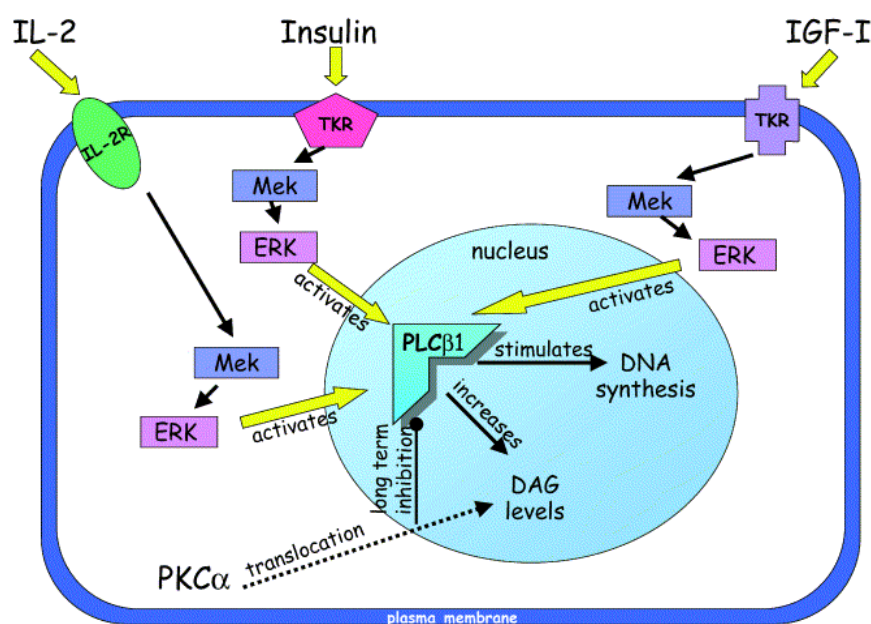 IL-2
Insulin
IGF-I
IL-2R
TKR
TKR
Mek
Mek
ERK
ERK
nucleus
activates
activates
PLCβ1
stimulates
DNA
synthesis
Mek
increases
ERK
activates
long term
inhibition
DAG
levels
translocation
PKCα
plasma membrane